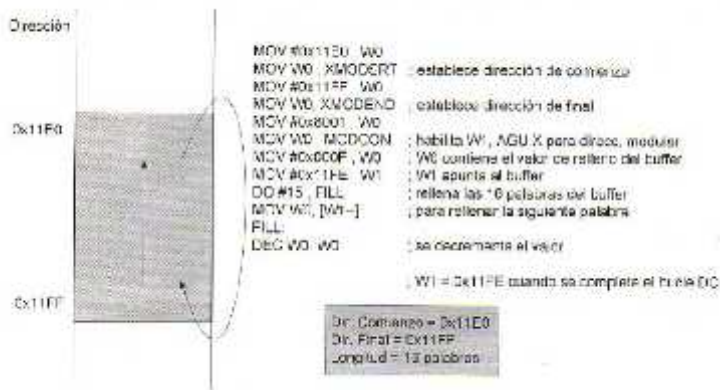 Dirección
0x11E0
0x11FF
MOV #0x11E0, W0
MOV W0, XMODSRT ; establece dirección de comienzo
MOV #0x11FF, W0
MOV W0, XMODEND ; establece dirección de final
MOV #0x8001, W0
MOV W0, MODCON ; habilita W1, AGU X para direcc. modular
MOV #0x000F, W0 ; W0 contiene el valor de relleno del buffer
MOV #0x11FE, W1 ; W1 apunta al buffer
DO #15, FILL ; rellena las 16 palabras del buffer
MOV W0, [W1--] ; para rellenar la siguiente palabra
FILL:
DEC W0, W0 ; se decrementa el valor
; W1 = 0x11FE cuando se complete el bucle DO
Dir. Comienzo = 0x11E0
Dir. Final = 0x11FF
Longitud = palabras